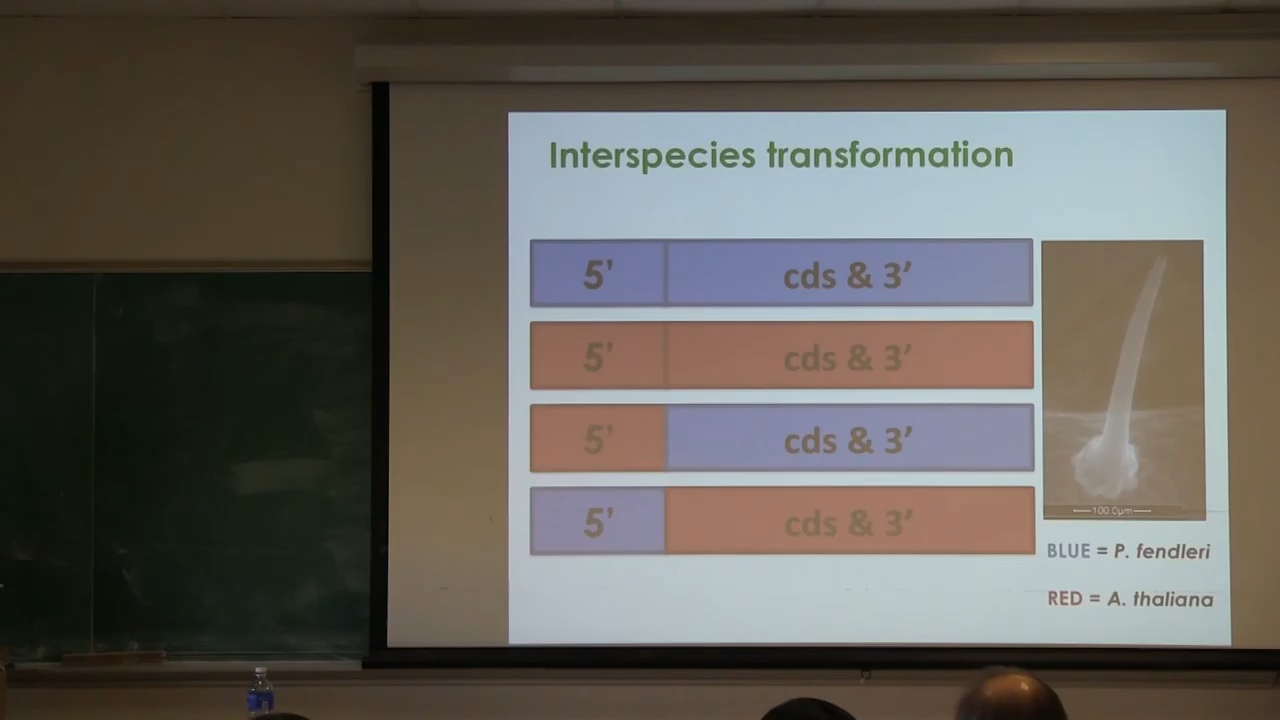 Interspecies transformation
5’ cds & 3’
5’ cds & 3’
5’ cds & 3’
5’ cds & 3’
100.0µm
BLUE = P. fendleri
RED = A. thaliana